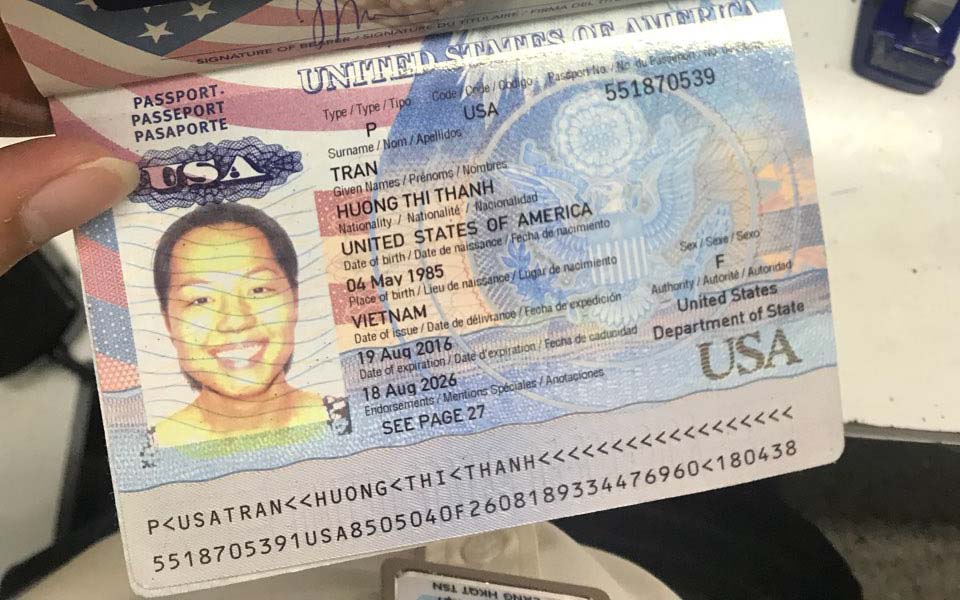 SIGNATURE OF BEARER / SIGNATURE DU TITULAIRE / FIRMA DEL TITULAR
UNITED STATES OF AMERICA
PASSPORT
PASSEPORT
PASAPORTE
USA
Type / Type / Tipo Code / Code / Codigo Passport No. / No. du Passeport / No. de
P USA 551870539
Surname / Nom / Apellidos
TRAN
Given Names / Prénoms / Nombres
HUONG THI THANH
Nationality / Nationalité / Nacionalidad
UNITED STATES OF AMERICA
Date of birth / Date de naissance / Fecha de nacimiento
04 May 1985
Place of birth / Lieu de naissance / Lugar de nacimiento Sex / Sexe / Sexo
VIETNAM F
Date of issue / Date de délivrance / Fecha de expedición Authority / Autorité / Autoridad
19 Aug 2016 United States
Date of expiration / Date d'expiration / Fecha de caducidad Department of State
18 Aug 2026 USA
Endorsements / Mentions Spéciales / Anotaciones
SEE PAGE 27
P<USATRAN<<HUONG<THI<THANH<<<<<<<<<<<<<<<<<<
5518705391USA8505040F2608189334476960<180438
HKQT TSN